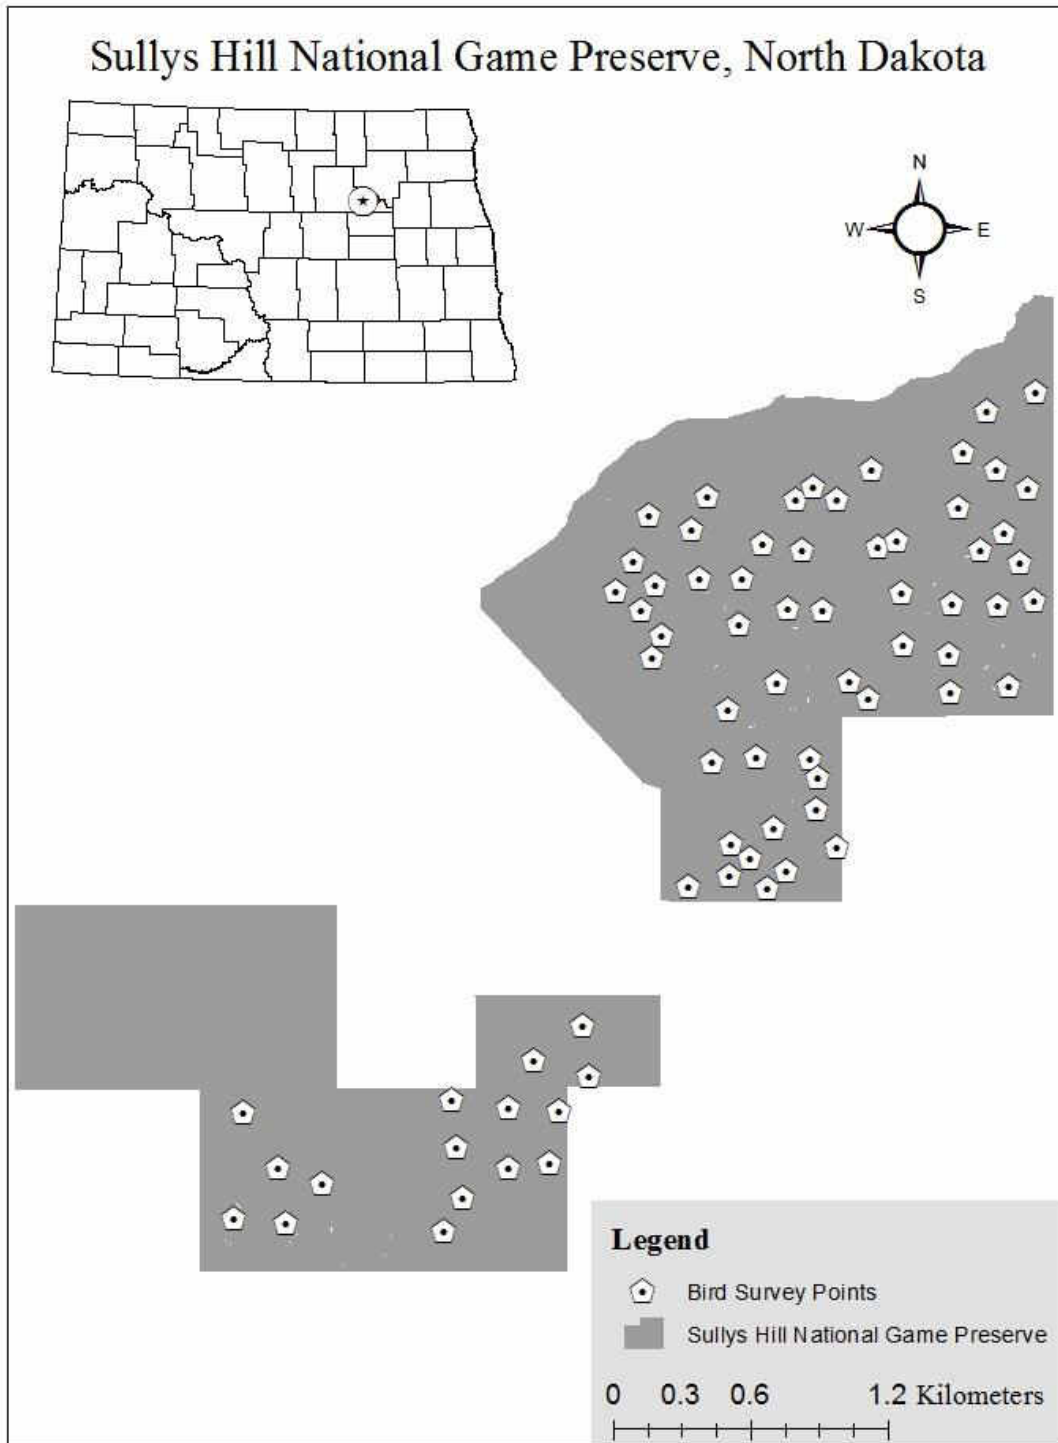 Sullys Hill National Game Preserve, North Dakota
N
W E
S
Legend
Bird Survey Points
Sullys Hill National Game Preserve
0 0.3 0.6 1.2 Kilometers